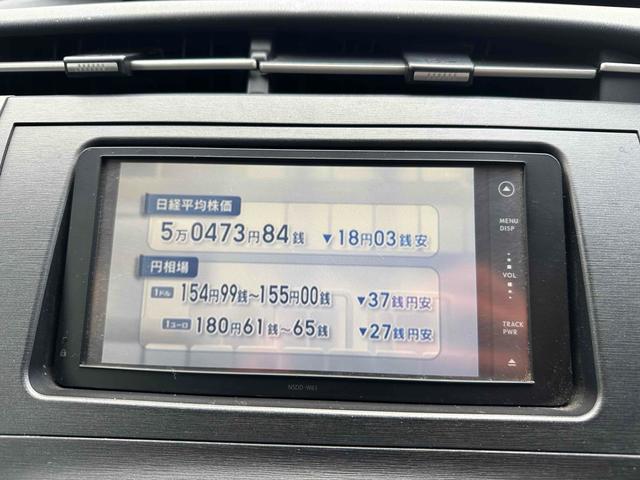 日経平均株価
5万0473円84銭 ▼18円03銭安
円相場
1ドル 154円99銭～155円00銭 ▼37銭円安
1ユーロ 180円61銭～65銭 ▼27銭円安
MENU
DISP
VOL
TRACK
PWR
NSDD-W61